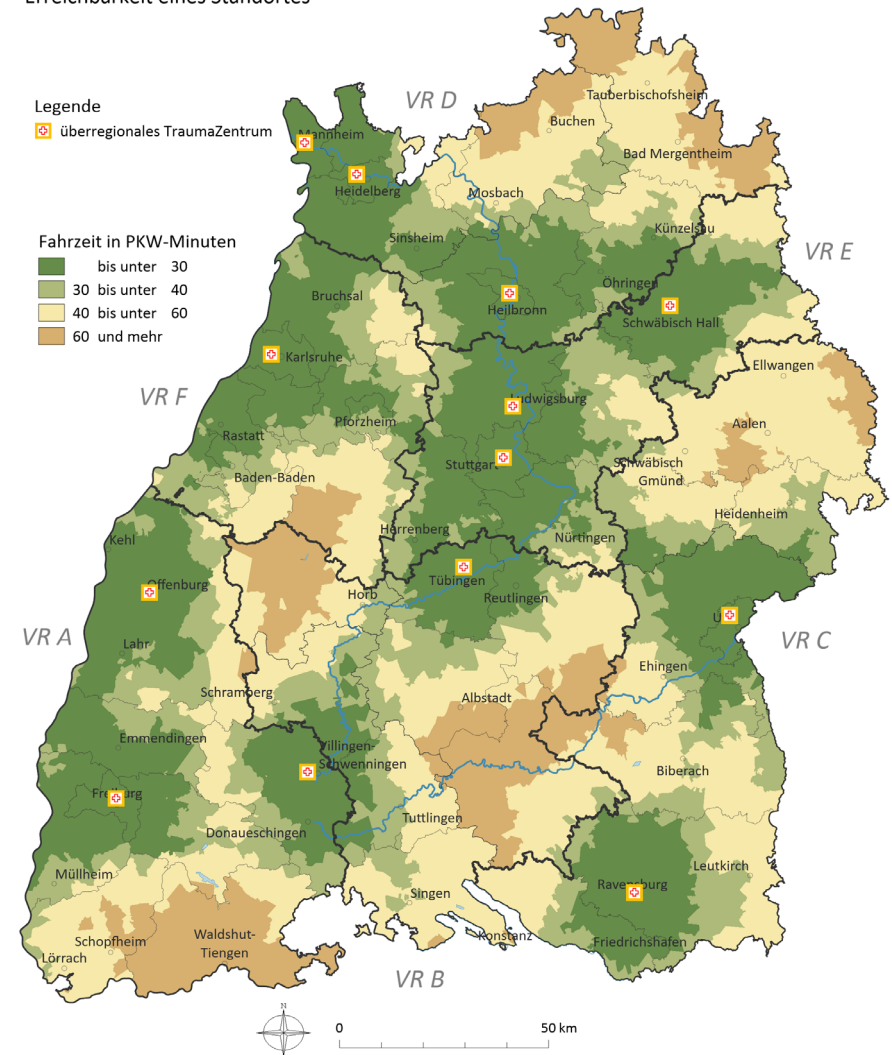 Erreichbarkeit eines Standortes
Legende
überregionales TraumaZentrum
Fahrzeit in PKW-Minuten
bis unter 30
30 bis unter 40
40 bis unter 60
60 und mehr
VR D
VR E
VR F
VR A
VR C
VR B
Tauberbischofsheim
Buchen
Mannheim
Bad Mergentheim
Heidelberg
Mosbach
Künzelsau
Sinsheim
Öhringen
Bruchsal
Heilbronn
Schwäbisch Hall
Karlsruhe
Ellwangen
Ludwigsburg
Aalen
Rastatt
Pforzheim
Stuttgart
Schwäbisch
Gmünd
Baden-Baden
Heidenheim
Herrenberg
Nürtingen
Kehl
Offenburg
Tübingen
Horb
Reutlingen
Lahr
Ehingen
Schramberg
Albstadt
Emmendingen
Villingen-
Schwenningen
Biberach
Freiburg
Tuttlingen
Donaueschingen
Müllheim
Leutkirch
Ravensburg
Singen
Waldshut-
Tiengen
Schopfheim
Konstanz
Friedrichshafen
Lörrach
N
0 50 km